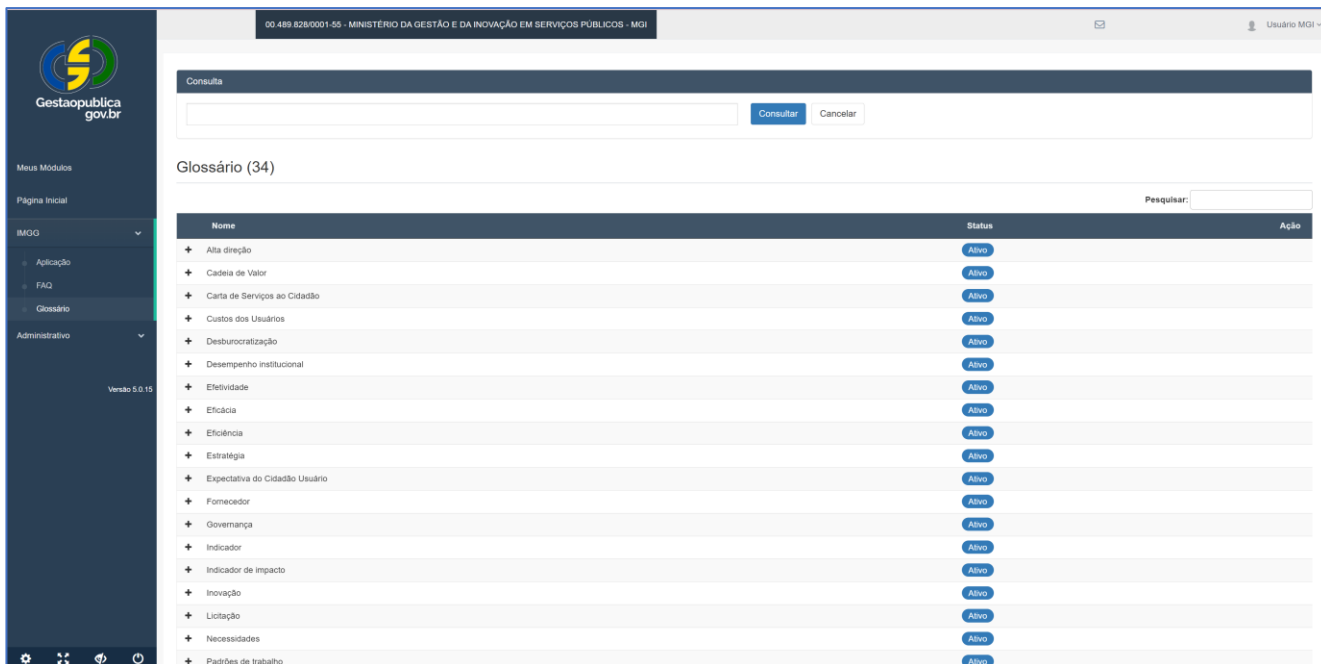 00.489.828/0001-55 - MINISTÉRIO DA GESTÃO E DA INOVAÇÃO EM SERVIÇOS PÚBLICOS - MGI
Usuário MGI
Gestaopublica
gov.br
Meus Módulos
Página Inicial
IMGG
Aplicação
FAQ
Glossário
Administrativo
Versão 5.0.15
Consulta
Consultar Cancelar
Glossário (34)
Pesquisar:
Nome Status Ação
+ Alta direção Ativo
+ Cadeia de Valor Ativo
+ Carta de Serviços ao Cidadão Ativo
+ Custos dos Usuários Ativo
+ Desburocratização Ativo
+ Desempenho institucional Ativo
+ Efetividade Ativo
+ Eficácia Ativo
+ Eficiência Ativo
+ Estratégia Ativo
+ Expectativa do Cidadão Usuário Ativo
+ Fornecedor Ativo
+ Governança Ativo
+ Indicador Ativo
+ Indicador de impacto Ativo
+ Inovação Ativo
+ Licitação Ativo
+ Necessidades Ativo
+ Padrões de trabalho Ativo